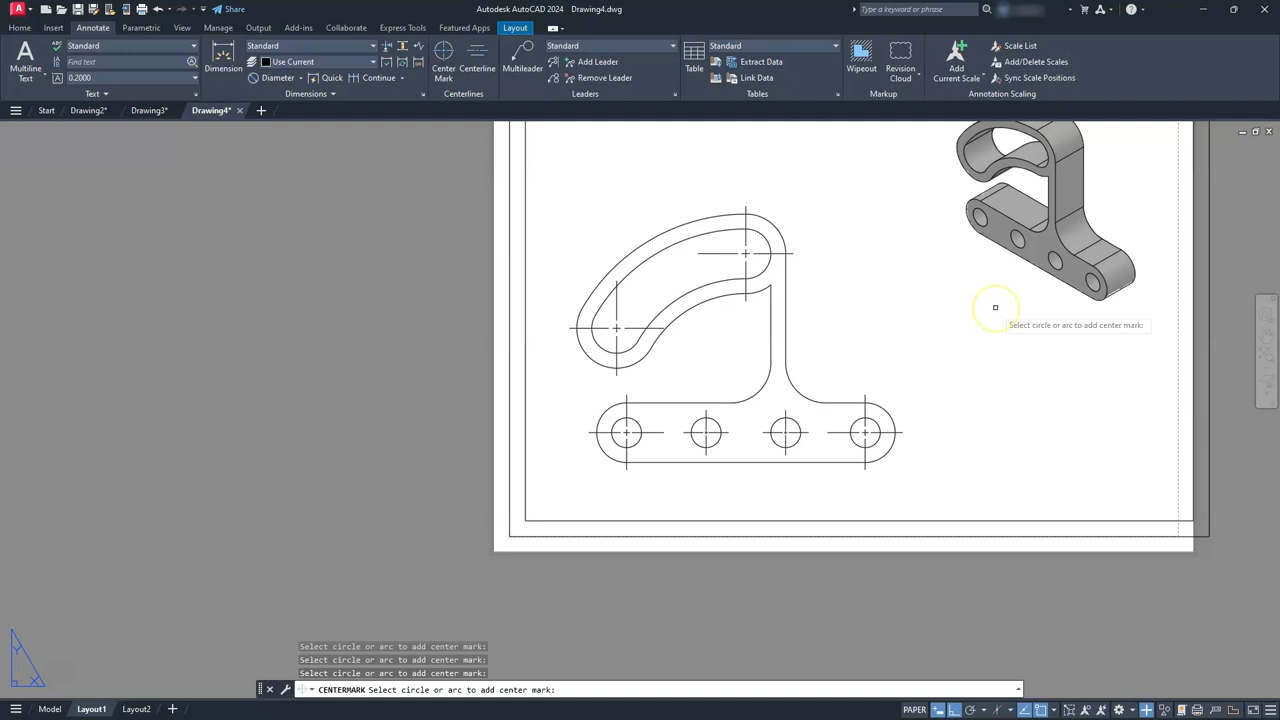 Share
Autodesk AutoCAD 2024 Drawing4.dwg
Type a keyword or phrase
Home Insert Annotate Parametric View Manage Output Add-ins Collaborate Express Tools Featured Apps Layout
Multiline
Text
Standard
Find text
0.2000
Text
Dimension
Standard
Use Current
Diameter Quick Continue
Dimensions
Center
Mark
Centerline
Centerlines
Multileader
Standard
Add Leader
Remove Leader
Leaders
Table
Standard
Extract Data
Link Data
Tables
Wipeout
Revision
Cloud
Markup
Add
Current Scale
Scale List
Add/Delete Scales
Sync Scale Positions
Annotation Scaling
Start Drawing2* Drawing3* Drawing4*
Select circle or arc to add center mark:
Y
X
Select circle or arc to add center mark:
Select circle or arc to add center mark:
Select circle or arc to add center mark:
CENTERMARK Select circle or arc to add center mark:
Model Layout1 Layout2
PAPER